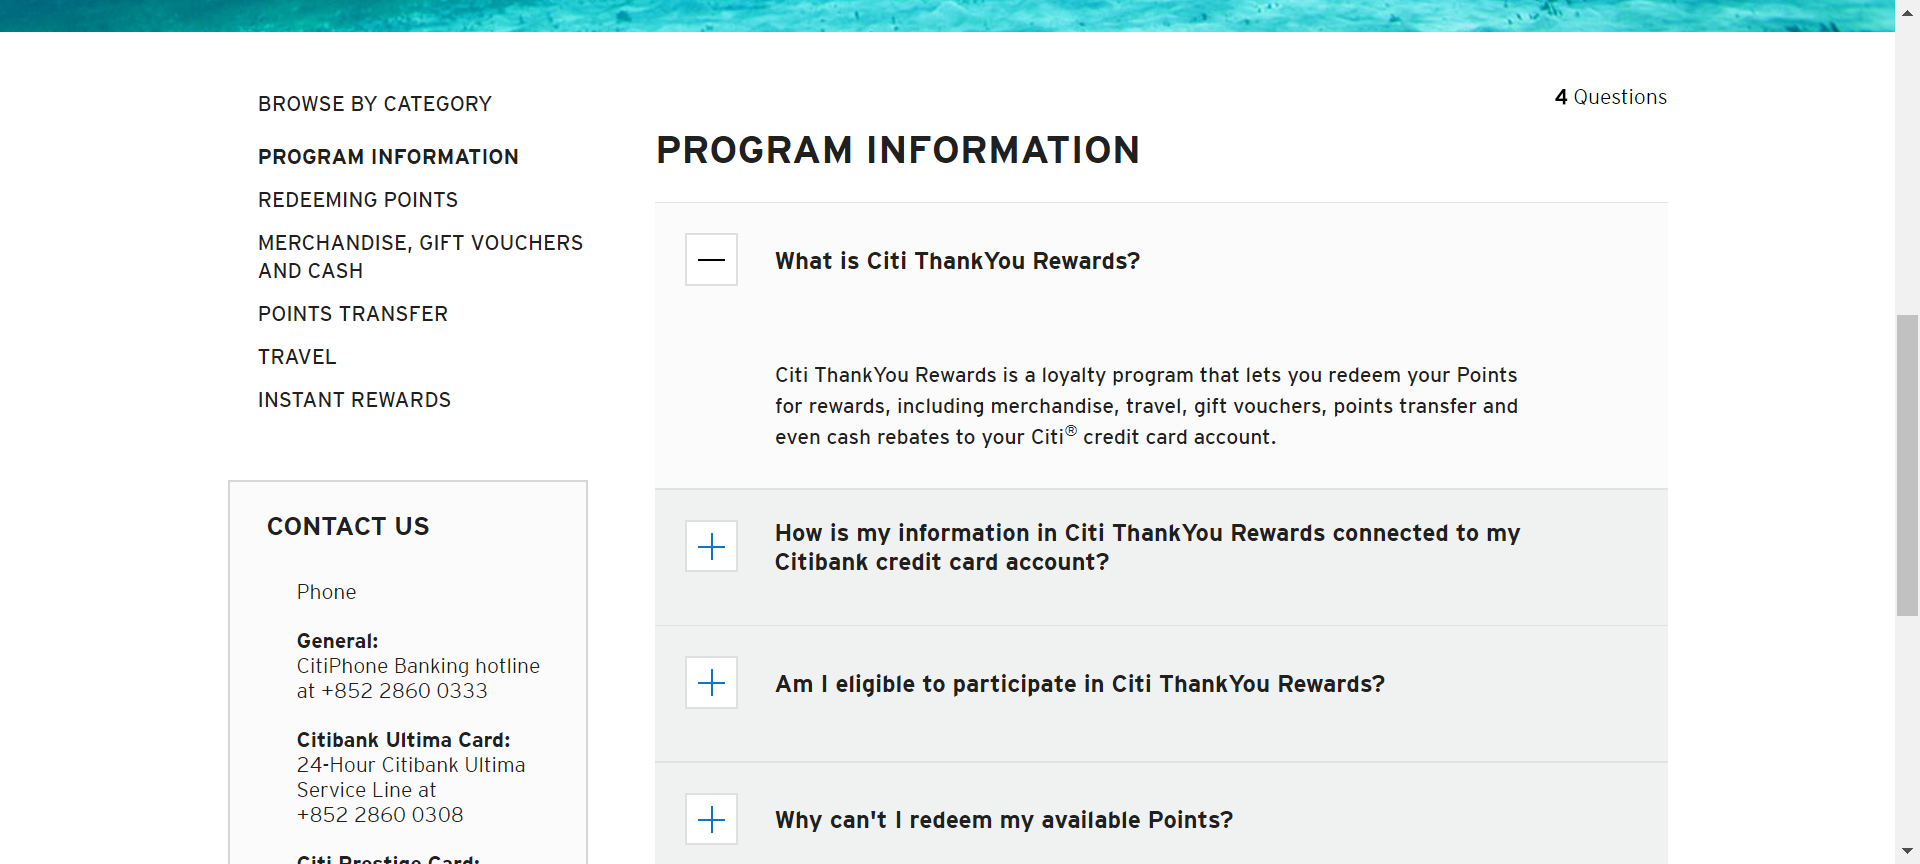 BROWSE BY CATEGORY
PROGRAM INFORMATION
REDEEMING POINTS
MERCHANDISE, GIFT VOUCHERS
AND CASH
POINTS TRANSFER
TRAVEL
INSTANT REWARDS
CONTACT US
Phone
General:
CitiPhone Banking hotline
at +852 2860 0333
Citibank Ultima Card:
24-Hour Citibank Ultima
Service Line at
+852 2860 0308
Citi Prestige Card:
4 Questions
PROGRAM INFORMATION
What is Citi ThankYou Rewards?
Citi ThankYou Rewards is a loyalty program that lets you redeem your Points
for rewards, including merchandise, travel, gift vouchers, points transfer and
even cash rebates to your Citi® credit card account.
How is my information in Citi ThankYou Rewards connected to my
Citibank credit card account?
Am I eligible to participate in Citi ThankYou Rewards?
Why can't I redeem my available Points?